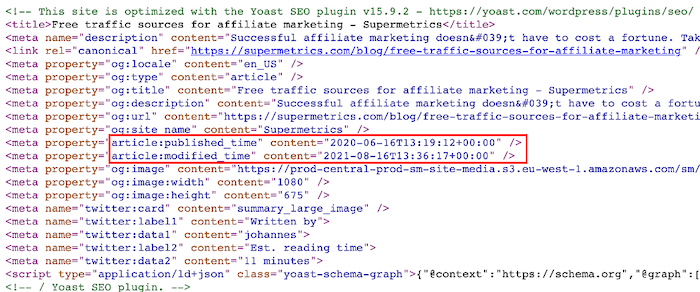 <!-- This site is optimized with the Yoast SEO plugin v15.9.2 - https://yoast.com/wordpress/plugins/seo/
<title>Free traffic sources for affiliate marketing - Supermetrics</title>
<meta name="description" content="Successful affiliate marketing doesn&#039;t have to cost a fortune. Tak
<link rel="canonical" href="https://supermetrics.com/blog/free-traffic-sources-for-affiliate-marketing" />
<meta property="og:locale" content="en_US" />
<meta property="og:type" content="article" />
<meta property="og:title" content="Free traffic sources for affiliate marketing - Supermetrics" />
<meta property="og:description" content="Successful affiliate marketing doesn&#039;t have to cost a fortu
<meta property="og:url" content="https://supermetrics.com/blog/free-traffic-sources-for-affiliate-mark
<meta property="og:site_name" content="Supermetrics" />
<meta property="article:published_time" content="2020-06-16T13:19:12+00:00" />
<meta property="article:modified_time" content="2021-08-16T13:36:17+00:00" />
<meta property="og:image" content="https://prod-central-prod-sm-site-media.s3.eu-west-1.amazonaws.com/sm/
<meta property="og:image:width" content="1080" />
<meta property="og:image:height" content="675" />
<meta name="twitter:card" content="summary_large_image" />
<meta name="twitter:label1" content="Written by">
<meta name="twitter:data1" content="johannes">
<meta name="twitter:label2" content="Est. reading time">
<meta name="twitter:data2" content="11 minutes">
<script type="application/ld+json" class="yoast-schema-graph">{"@context":"https://schema.org","@graph":[
<!-- / Yoast SEO plugin. -->